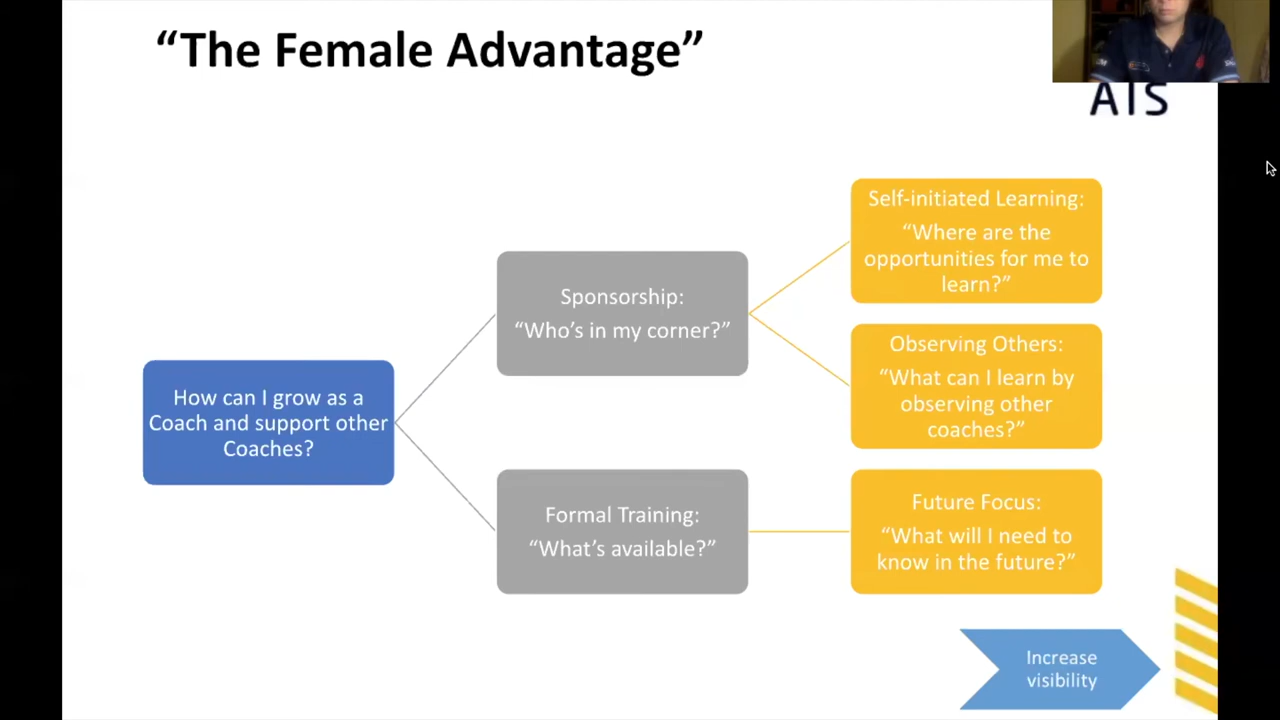 “The Female Advantage”
AIS
Self-initiated Learning:
“Where are the
opportunities for me to
learn?”
Sponsorship:
“Who’s in my corner?”
Observing Others:
“What can I learn by
observing other
coaches?”
How can I grow as a
Coach and support other
Coaches?
Formal Training:
“What’s available?”
Future Focus:
“What will I need to
know in the future?”
Increase
visibility